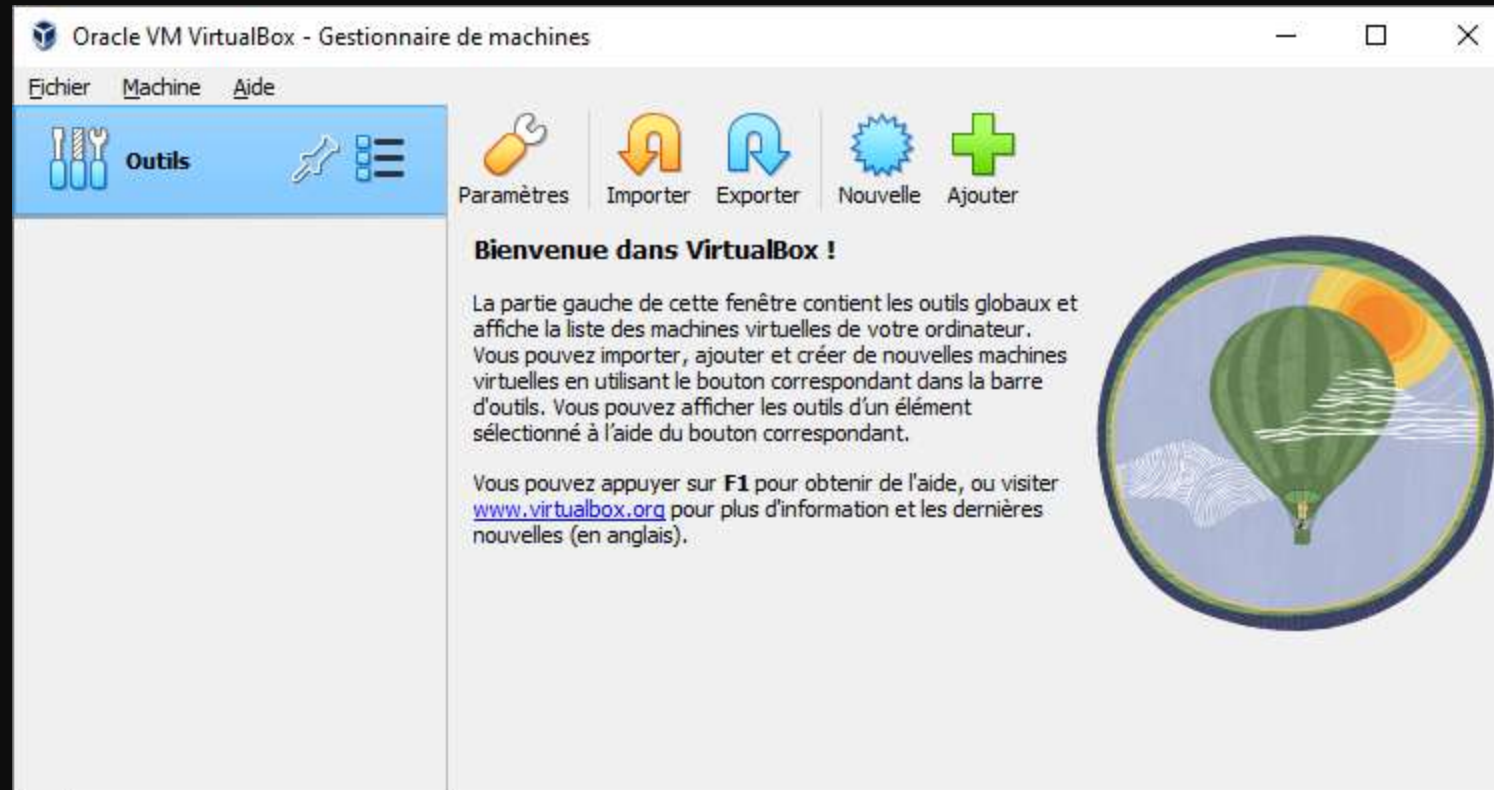 Oracle VM VirtualBox - Gestionnaire de machines
Fichier Machine Aide
Outils
Paramètres Importer Exporter Nouvelle Ajouter
Bienvenue dans VirtualBox !
La partie gauche de cette fenêtre contient les outils globaux et
affiche la liste des machines virtuelles de votre ordinateur.
Vous pouvez importer, ajouter et créer de nouvelles machines
virtuelles en utilisant le bouton correspondant dans la barre
d'outils. Vous pouvez afficher les outils d’un élément
sélectionné à l’aide du bouton correspondant.
Vous pouvez appuyer sur F1 pour obtenir de l'aide, ou visiter
www.virtualbox.org pour plus d'information et les dernières
nouvelles (en anglais).